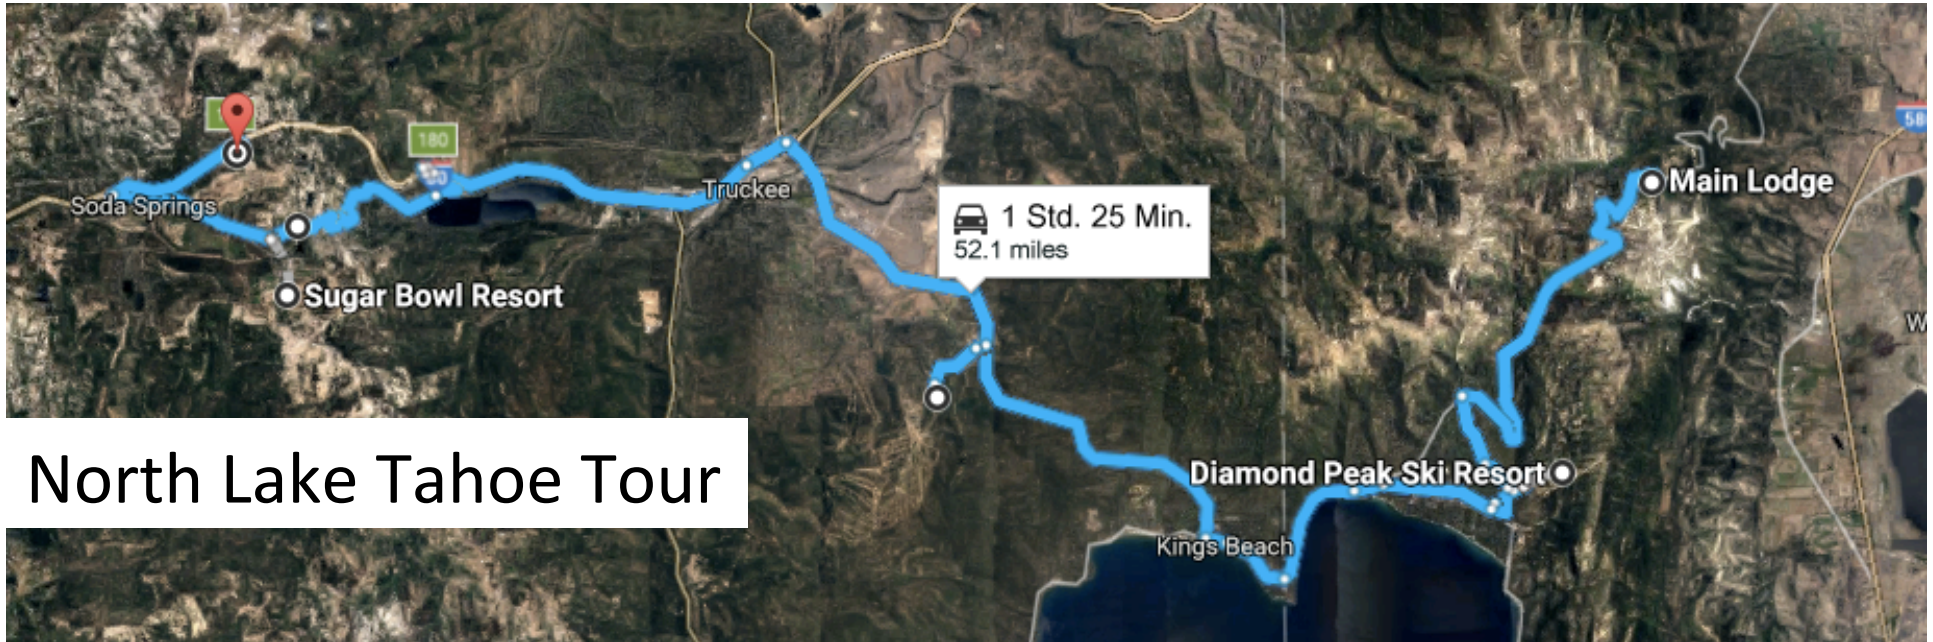 180
Soda Springs
Truckee
Sugar Bowl Resort
1 Std. 25 Min.
52.1 miles
Main Lodge
58
North Lake Tahoe Tour
Diamond Peak Ski Resort
Kings Beach
W